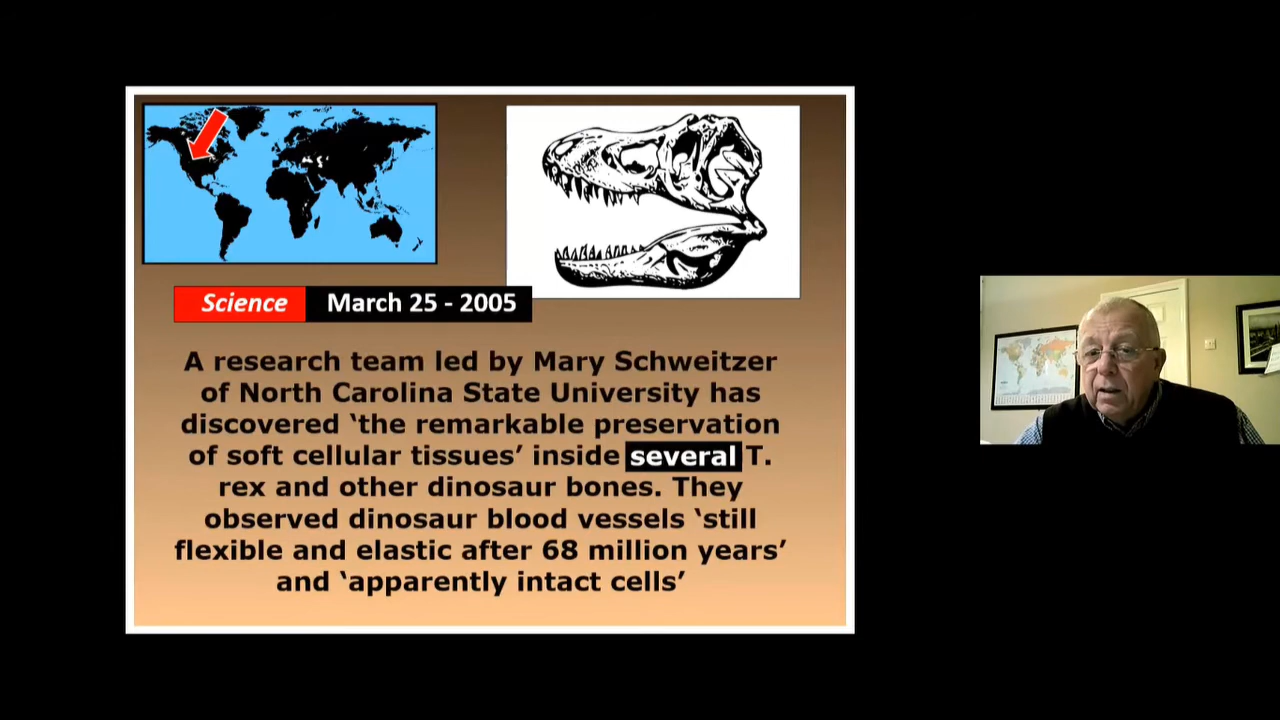 Science March 25 - 2005
A research team led by Mary Schweitzer
of North Carolina State University has
discovered ‘the remarkable preservation
of soft cellular tissues’ inside several T.
rex and other dinosaur bones. They
observed dinosaur blood vessels ‘still
flexible and elastic after 68 million years’
and ‘apparently intact cells’